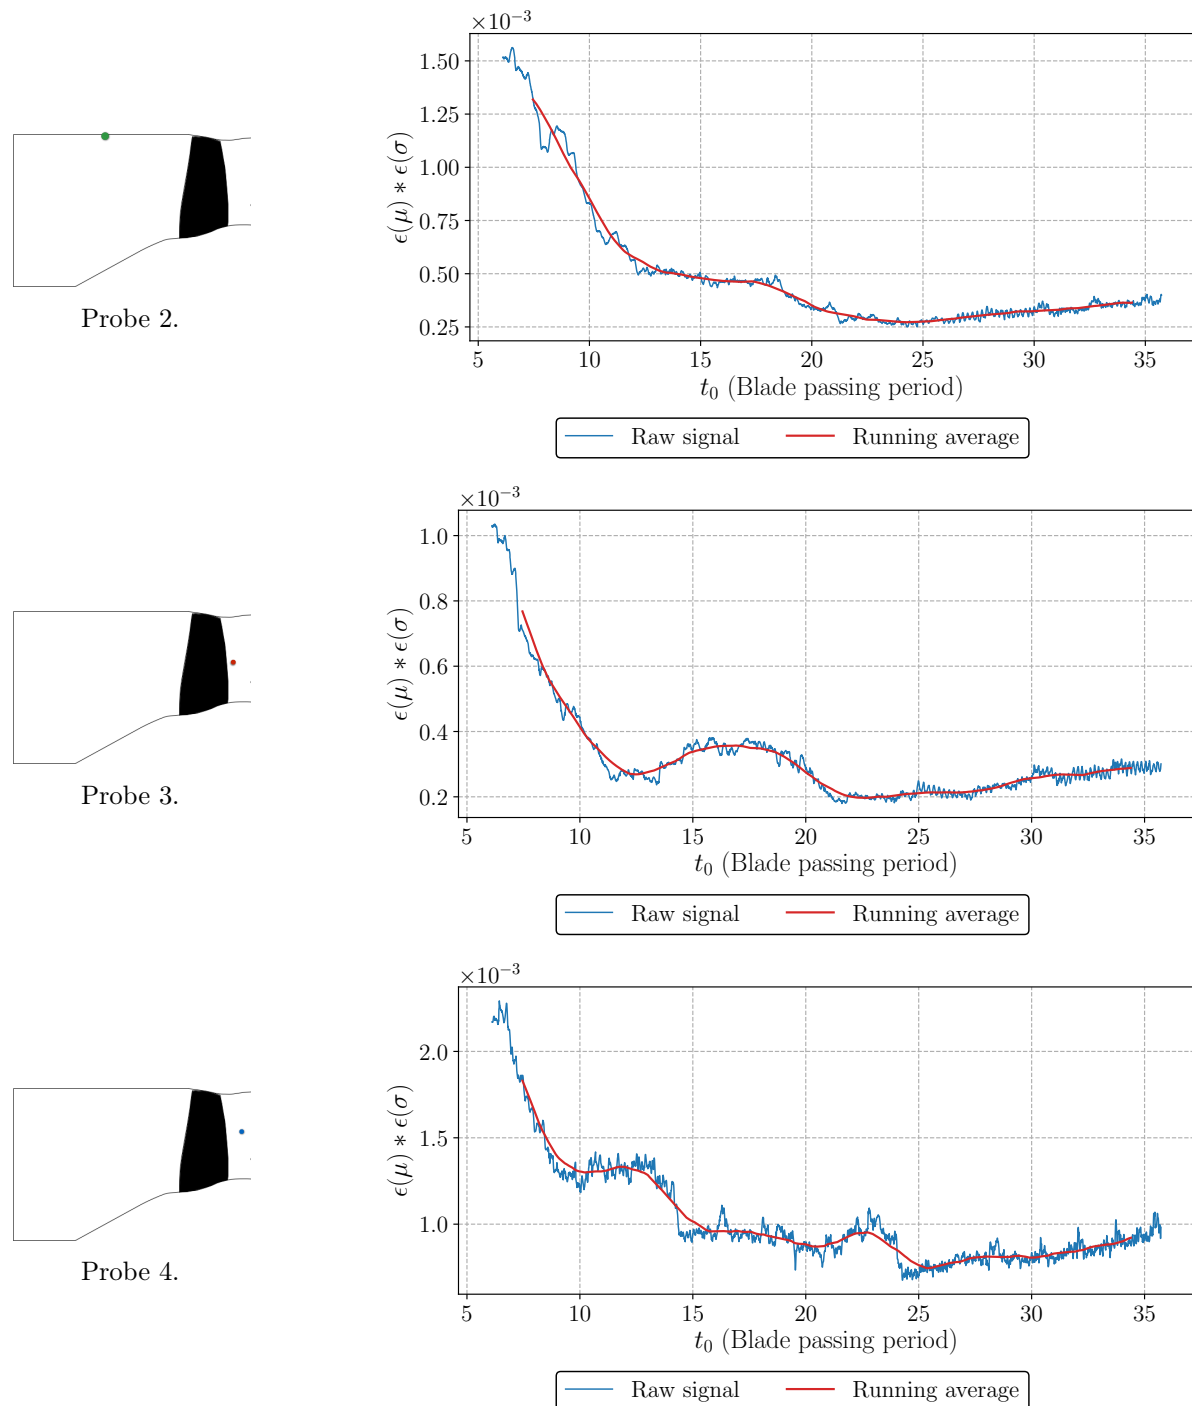 ×10⁻³
1.50
1.25
1.00
0.75
0.50
0.25
ϵ(μ) ∗ ϵ(σ)
5 10 15 20 25 30 35
t₀ (Blade passing period)
Raw signal Running average
Probe 2.
×10⁻³
1.0
0.8
0.6
0.4
0.2
ϵ(μ) ∗ ϵ(σ)
5 10 15 20 25 30 35
t₀ (Blade passing period)
Raw signal Running average
Probe 3.
×10⁻³
2.0
1.5
1.0
ϵ(μ) ∗ ϵ(σ)
5 10 15 20 25 30 35
t₀ (Blade passing period)
Raw signal Running average
Probe 4.